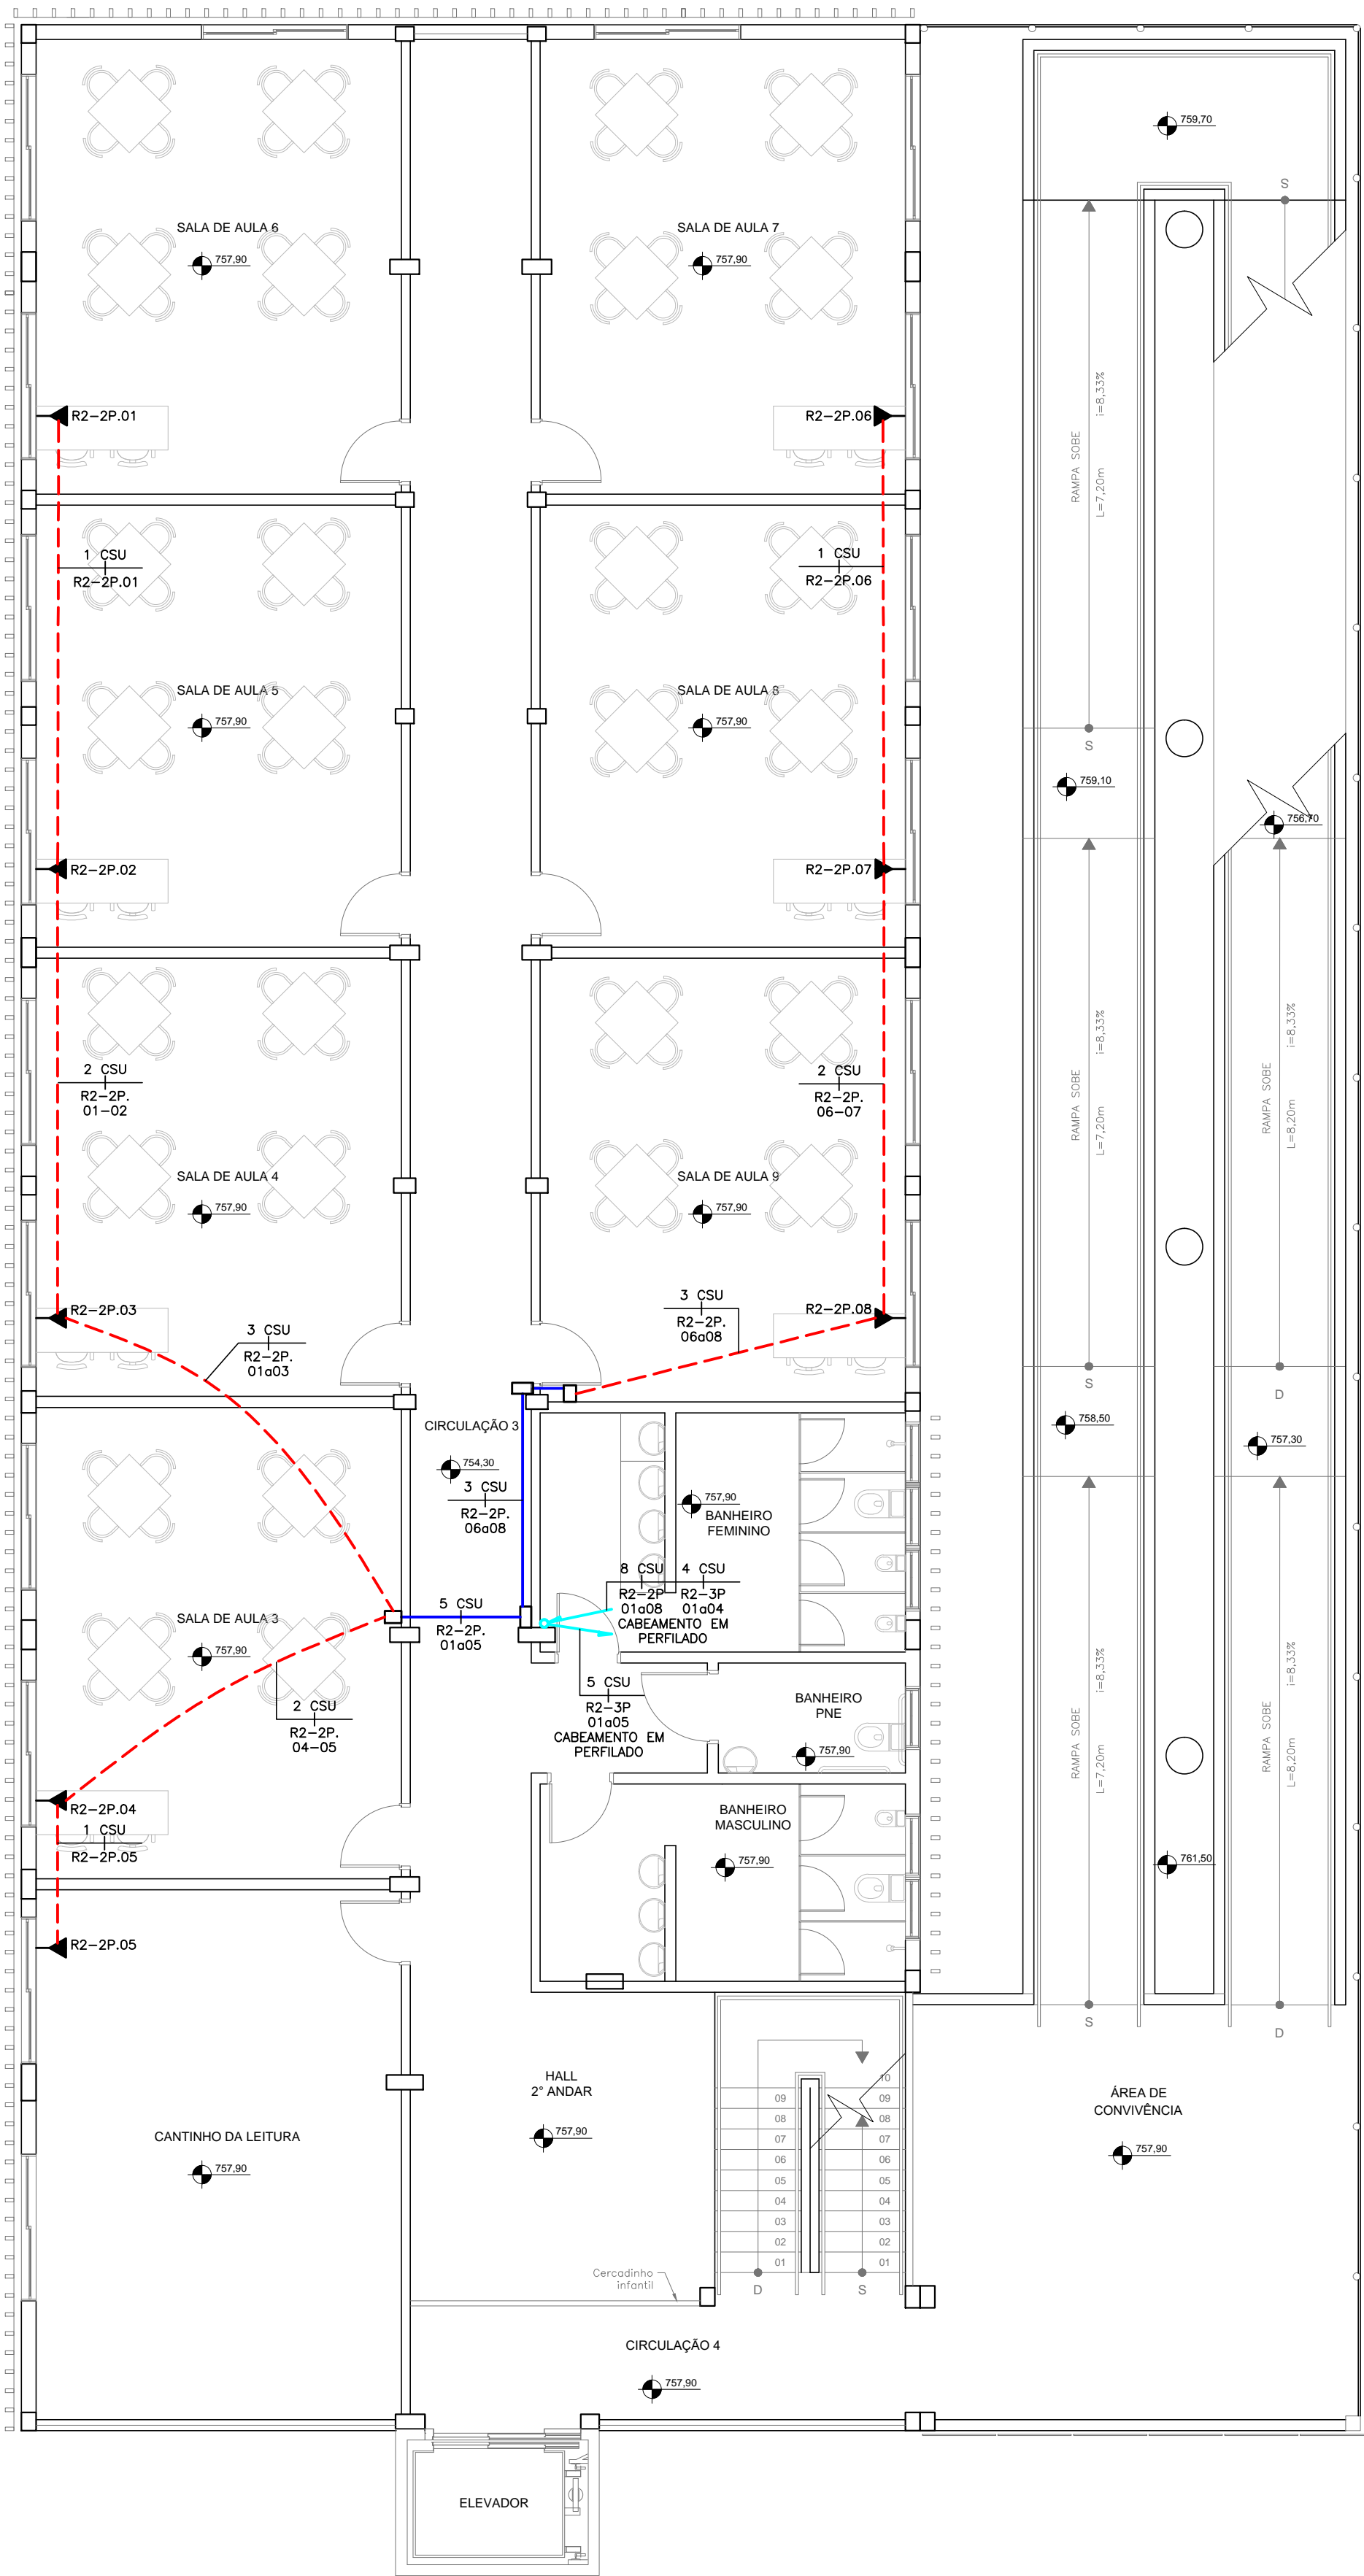 759,70
S
SALA DE AULA 6
757,90
SALA DE AULA 7
757,90
RAMPA SOBE
i=8,33%
L=7,20m
R2-2P.01
R2-2P.06
1 CSU
R2-2P.01
1 CSU
R2-2P.06
SALA DE AULA 5
757,90
SALA DE AULA 8
757,90
S
759,10
756,70
R2-2P.02
R2-2P.07
2 CSU
R2-2P.
01-02
2 CSU
R2-2P.
06-07
RAMPA SOBE
i=8,33%
L=7,20m
RAMPA SOBE
i=8,33%
L=8,20m
SALA DE AULA 4
757,90
SALA DE AULA 9
757,90
R2-2P.03
R2-2P.08
3 CSU
R2-2P.
01a03
3 CSU
R2-2P.
06a08
S
D
CIRCULAÇÃO 3
754,30
758,50
757,30
3 CSU
R2-2P.
06a08
757,90
BANHEIRO
FEMININO
8 CSU
R2-2P
01a08
4 CSU
R2-3P
01a04
CABEAMENTO EM
PERFILADO
SALA DE AULA 3
757,90
5 CSU
R2-2P.
01a05
2 CSU
R2-2P.
04-05
5 CSU
R2-3P
01a05
CABEAMENTO EM
PERFILADO
BANHEIRO
PNE
757,90
RAMPA SOBE
i=8,33%
L=7,20m
RAMPA SOBE
i=8,33%
L=8,20m
R2-2P.04
1 CSU
R2-2P.05
BANHEIRO
MASCULINO
757,90
761,50
R2-2P.05
S
D
HALL
2° ANDAR
757,90
10
09
09
08
08
07
07
06
06
05
05
04
04
03
03
02
02
01
01
D
S
ÁREA DE
CONVIVÊNCIA
757,90
CANTINHO DA LEITURA
757,90
Cercadinho
infantil
CIRCULAÇÃO 4
757,90
ELEVADOR